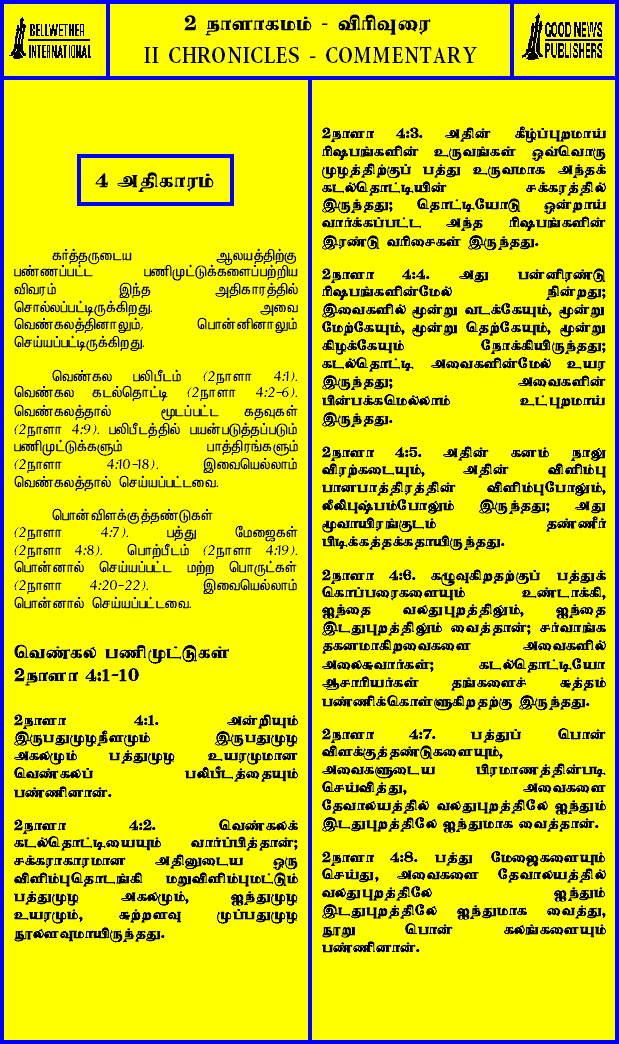 BELLWETHER
INTERNATIONAL
2 நாளாகமம் - விரிவுரை
II CHRONICLES - COMMENTARY
GOOD NEWS
PUBLISHERS
4 அதிகாரம்
கர்த்தருடைய ஆலயத்திற்கு
பண்ணப்பட்ட பணிமுட்டுக்களைப்பற்றிய
விவரம் இந்த அதிகாரத்தில்
சொல்லப்பட்டிருக்கிறது. அவை
வெண்கலத்தினாலும், பொன்னினாலும்
செய்யப்பட்டிருக்கிறது.
வெண்கல பலிபீடம் (2நாளா 4:1).
வெண்கல கடல்தொட்டி (2நாளா 4:2-6).
வெண்கலத்தால் மூடப்பட்ட கதவுகள்
(2நாளா 4:9). பலிபீடத்தில் பயன்படுத்தப்படும்
பணிமுட்டுக்களும் பாத்திரங்களும்
(2நாளா 4:10-18). இவையெல்லாம்
வெண்கலத்தால் செய்யப்பட்டவை.
பொன்விளக்குத்தண்டுகள்
(2நாளா 4:7). பத்து மேஜைகள்
(2நாளா 4:8). பொற்பீடம் (2நாளா 4:19).
பொன்னால் செய்யப்பட்ட மற்ற பொருட்கள்
(2நாளா 4:20-22). இவையெல்லாம்
பொன்னால் செய்யப்பட்டவை.
வெண்கல பணிமுட்டுகள்
2நாளா 4:1-10
2நாளா 4:1. அன்றியும்
இருபதுமுழநீளமும் இருபதுமுழ
அகலமும் பத்துமுழ உயரமுமான
வெண்கலப் பலிபீடத்தையும்
பண்ணினான்.
2நாளா 4:2. வெண்கலக்
கடல்தொட்டியையும் வார்ப்பித்தான்;
சக்கராகாரமான அதினுடைய ஒரு
விளிம்புதொடங்கி மறுவிளிம்புமட்டும்
பத்துமுழ அகலமும், ஐந்துமுழ
உயரமும், சுற்றளவு முப்பதுமுழ
நூலளவுமாயிருந்தது.
2நாளா 4:3. அதின் கீழ்ப்புறமாய்
ரிஷபங்களின் உருவங்கள் ஒவ்வொரு
முழத்திற்குப் பத்து உருவமாக அந்தக்
கடல்தொட்டியின் சக்கரத்தில்
இருந்தது; தொட்டியோடு ஒன்றாய்
வார்க்கப்பட்ட அந்த ரிஷபங்களின்
இரண்டு வரிசைகள் இருந்தது.
2நாளா 4:4. அது பன்னிரண்டு
ரிஷபங்களின்மேல் நின்றது;
இவைகளில் மூன்று வடக்கேயும், மூன்று
மேற்கேயும், மூன்று தெற்கேயும், மூன்று
கிழக்கேயும் நோக்கியிருந்தது;
கடல்தொட்டி அவைகளின்மேல் உயர
இருந்தது; அவைகளின்
பின்பக்கமெல்லாம் உட்புறமாய்
இருந்தது.
2நாளா 4:5. அதின் கனம் நாலு
விரற்கடையும், அதின் விளிம்பு
பானபாத்திரத்தின் விளிம்புபோலும்,
லீலிபுஷ்பம்போலும் இருந்தது; அது
மூவாயிரங்குடம் தண்ணீர்
பிடிக்கத்தக்கதாயிருந்தது.
2நாளா 4:6. கழுவுகிறதற்குப் பத்துக்
கொப்பரைகளையும் உண்டாக்கி,
ஐந்தை வலதுபுறத்திலும், ஐந்தை
இடதுபுறத்திலும் வைத்தான்; சர்வாங்க
தகனமாகிறவைகளை அவைகளில்
அலைசுவார்கள்; கடல்தொட்டியோ
ஆசாரியர்கள் தங்களைச் சுத்தம்
பண்ணிக்கொள்ளுகிறதற்கு இருந்தது.
2நாளா 4:7. பத்துப் பொன்
விளக்குத்தண்டுகளையும்,
அவைகளுடைய பிரமாணத்தின்படி
செய்வித்து, அவைகளை
தேவாலயத்தில் வலதுபுறத்திலே ஐந்தும்
இடதுபுறத்திலே ஐந்துமாக வைத்தான்.
2நாளா 4:8. பத்து மேஜைகளையும்
செய்து, அவைகளை தேவாலயத்தில்
வலதுபுறத்திலே ஐந்தும்
இடதுபுறத்திலே ஐந்துமாக வைத்து,
நூறு பொன் கலங்களையும்
பண்ணினான்.